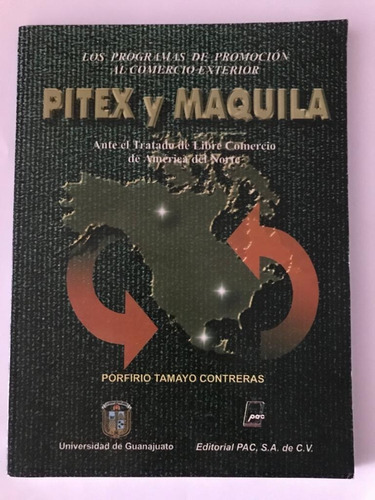 LOS PROGRAMAS DE PROMOCIÓN
AL COMERCIO EXTERIOR
PITEX y MAQUILA
Ante el Tratado de Libre Comercio
de América del Norte
PORFIRIO TAMAYO CONTRERAS
pac
Universidad de Guanajuato
Editorial PAC, S.A. de C.V.